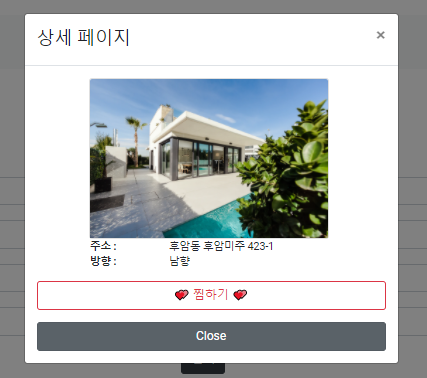 상세 페이지
×
주소 : 후암동 후암미주 423-1
방향 : 남향
💕 찜하기 💕
Close